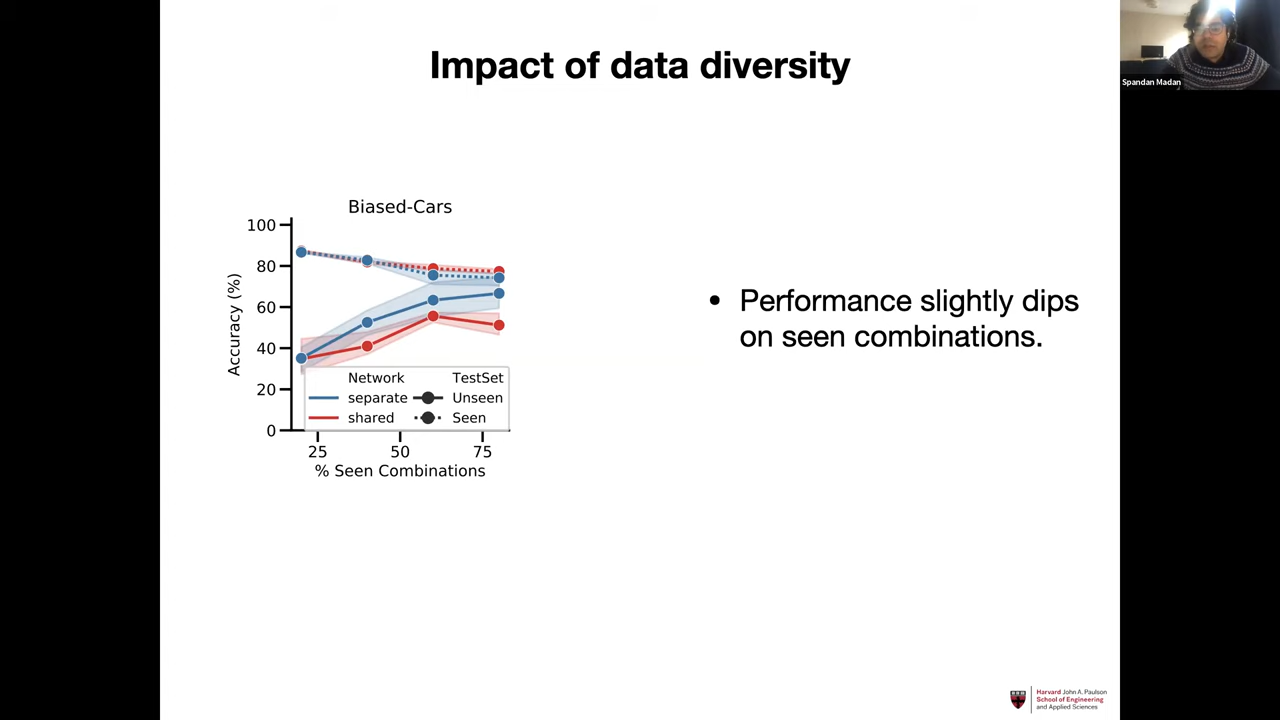 Impact of data diversity
Spandan Madan
Biased-Cars
100
80
60
40
20
0
Accuracy (%)
Network TestSet
separate Unseen
shared Seen
25 50 75
% Seen Combinations
• Performance slightly dips
on seen combinations.
Harvard John A. Paulson
School of Engineering
and Applied Sciences